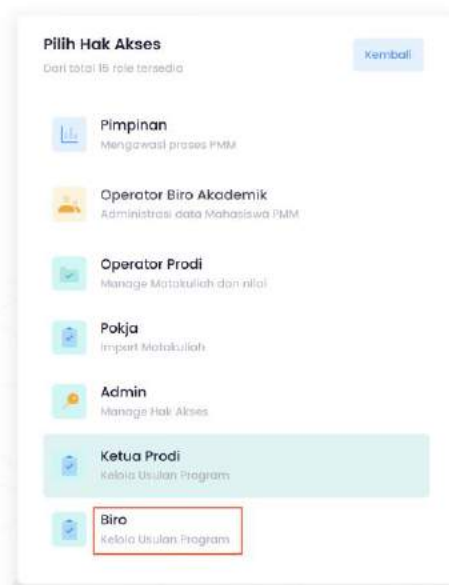 Pilih Hak Akses
Kembali
Dari total 15 role tersedia
Pimpinan
Mengawasi proses PMM
Operator Biro Akademik
Administrasi data Mahasiswa PMM
Operator Prodi
Manage Matakuliah dan nilai
Pokja
Import Matakuliah
Admin
Manage Hak Akses
Ketua Prodi
Kelola Usulan Program
Biro
Kelola Usulan Program